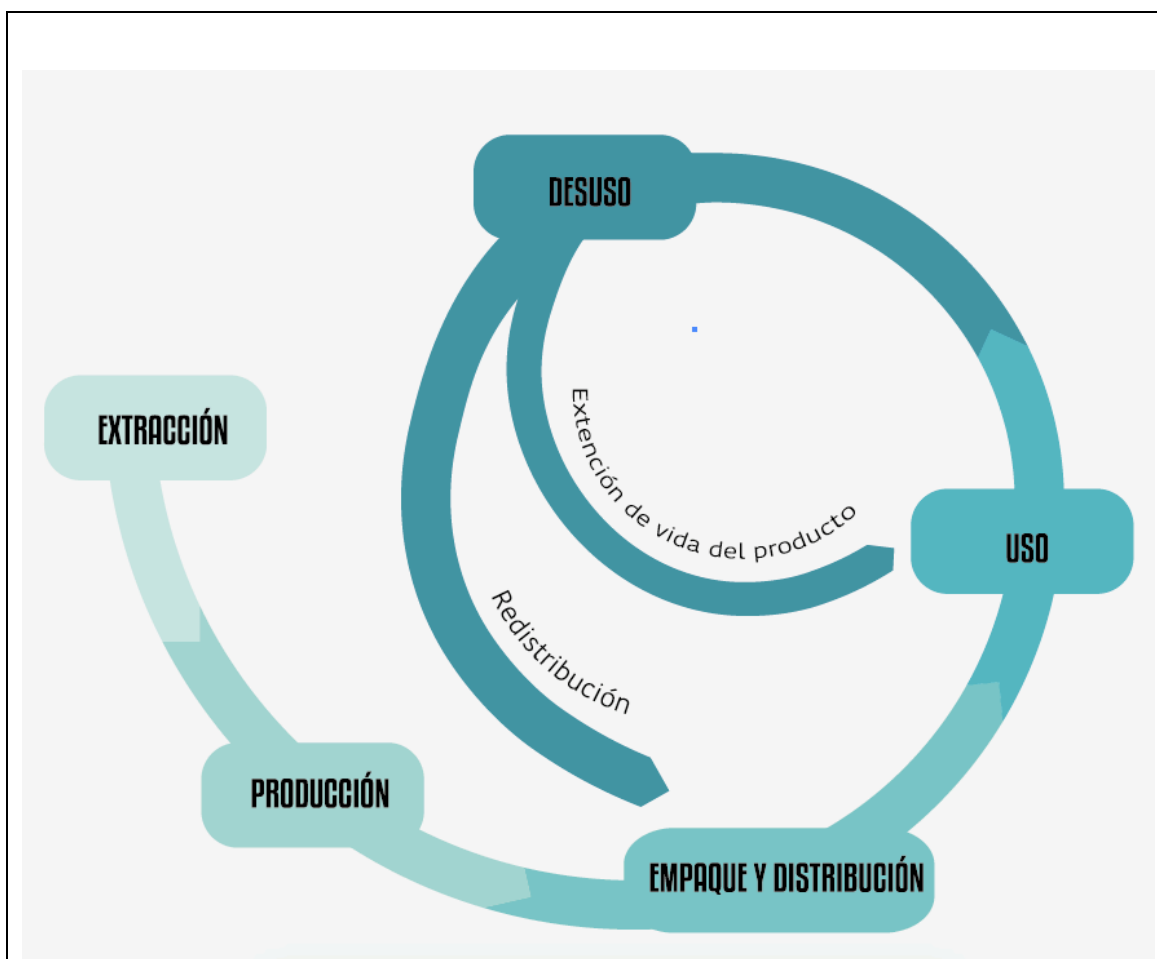 DESUSO
EXTRACCIÓN
Extención de vida del producto
USO
Redistribución
PRODUCCIÓN
EMPAQUE Y DISTRIBUCIÓN